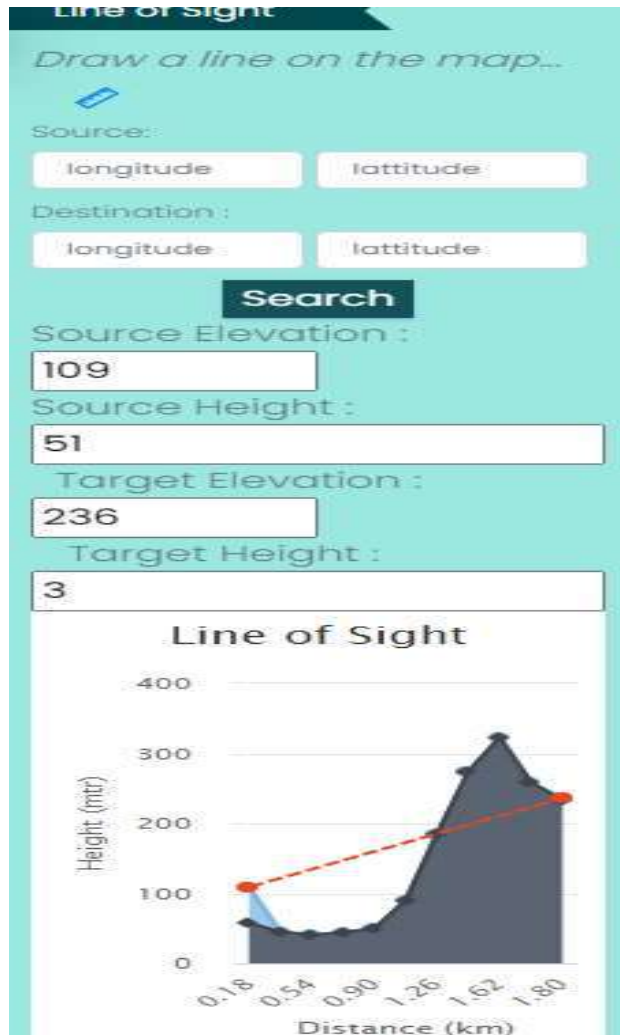 Line of Sight
Draw a line on the map...
Source:
longitude lattitude
Destination :
longitude lattitude
Search
Source Elevation :
109
Source Height :
51
Target Elevation :
236
Target Height :
3
Line of Sight
400
300
200
100
0
Height (mtr)
0.18 0.54 0.90 1.26 1.62 1.80
Distance (km)